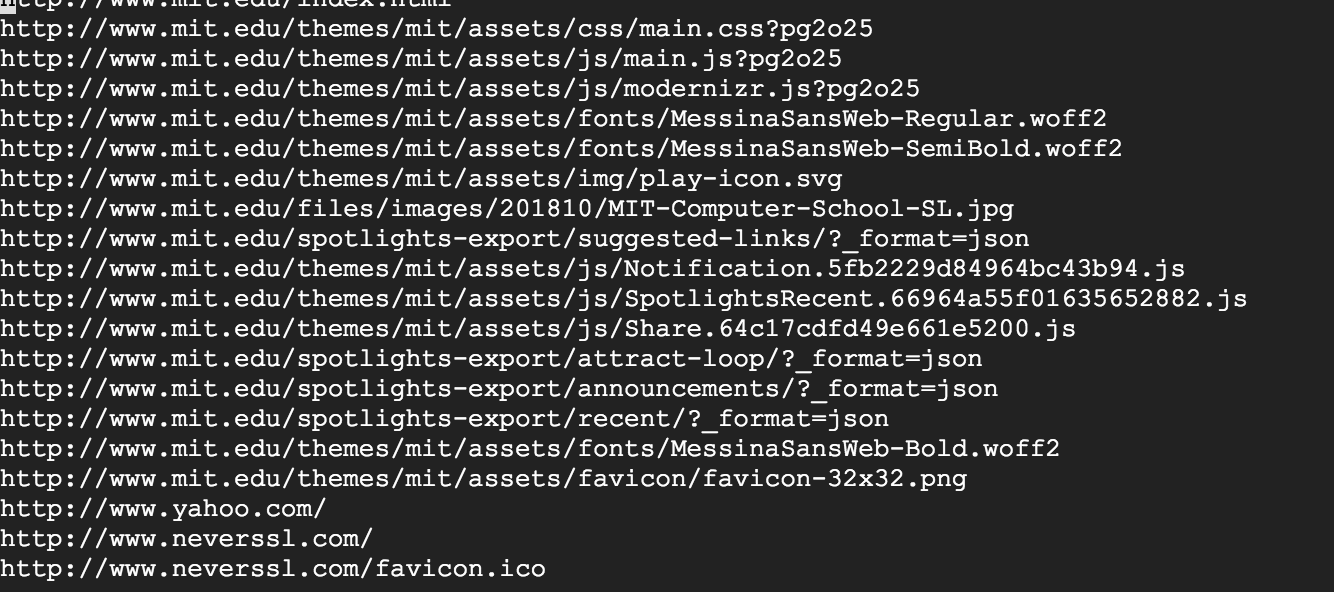 http://www.mit.edu/index.html
http://www.mit.edu/themes/mit/assets/css/main.css?pg2o25
http://www.mit.edu/themes/mit/assets/js/main.js?pg2o25
http://www.mit.edu/themes/mit/assets/js/modernizr.js?pg2o25
http://www.mit.edu/themes/mit/assets/fonts/MessinaSansWeb-Regular.woff2
http://www.mit.edu/themes/mit/assets/fonts/MessinaSansWeb-SemiBold.woff2
http://www.mit.edu/themes/mit/assets/img/play-icon.svg
http://www.mit.edu/files/images/201810/MIT-Computer-School-SL.jpg
http://www.mit.edu/spotlights-export/suggested-links/?_format=json
http://www.mit.edu/themes/mit/assets/js/Notification.5fb2229d84964bc43b94.js
http://www.mit.edu/themes/mit/assets/js/SpotlightsRecent.66964a55f01635652882.js
http://www.mit.edu/themes/mit/assets/js/Share.64c17cdfd49e661e5200.js
http://www.mit.edu/spotlights-export/attract-loop/?_format=json
http://www.mit.edu/spotlights-export/announcements/?_format=json
http://www.mit.edu/spotlights-export/recent/?_format=json
http://www.mit.edu/themes/mit/assets/fonts/MessinaSansWeb-Bold.woff2
http://www.mit.edu/themes/mit/assets/favicon/favicon-32x32.png
http://www.yahoo.com/
http://www.neverssl.com/
http://www.neverssl.com/favicon.ico